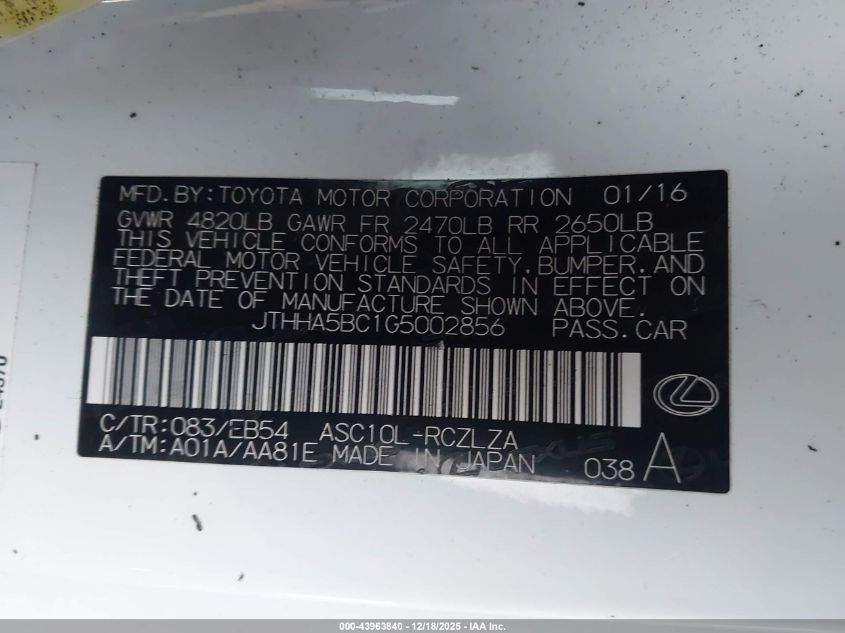 MFD.BY:TOYOTA MOTOR CORPORATION 01/16
GVWR 4820LB GAWR FR 2470LB RR 2650LB
THIS VEHICLE CONFORMS TO ALL APPLICABLE
FEDERAL MOTOR VEHICLE SAFETY,BUMPER,AND
THEFT PREVENTION STANDARDS IN EFFECT ON
THE DATE OF MANUFACTURE SHOWN ABOVE.
JTHHA5BC1G5002856 PASS.CAR
C/TR:083/EB54 ASC10L-RCZLZA
A/TM:A01A/AA81E MADE IN JAPAN 038 A
000-43963840 - 12/18/2025 - IAA Inc.